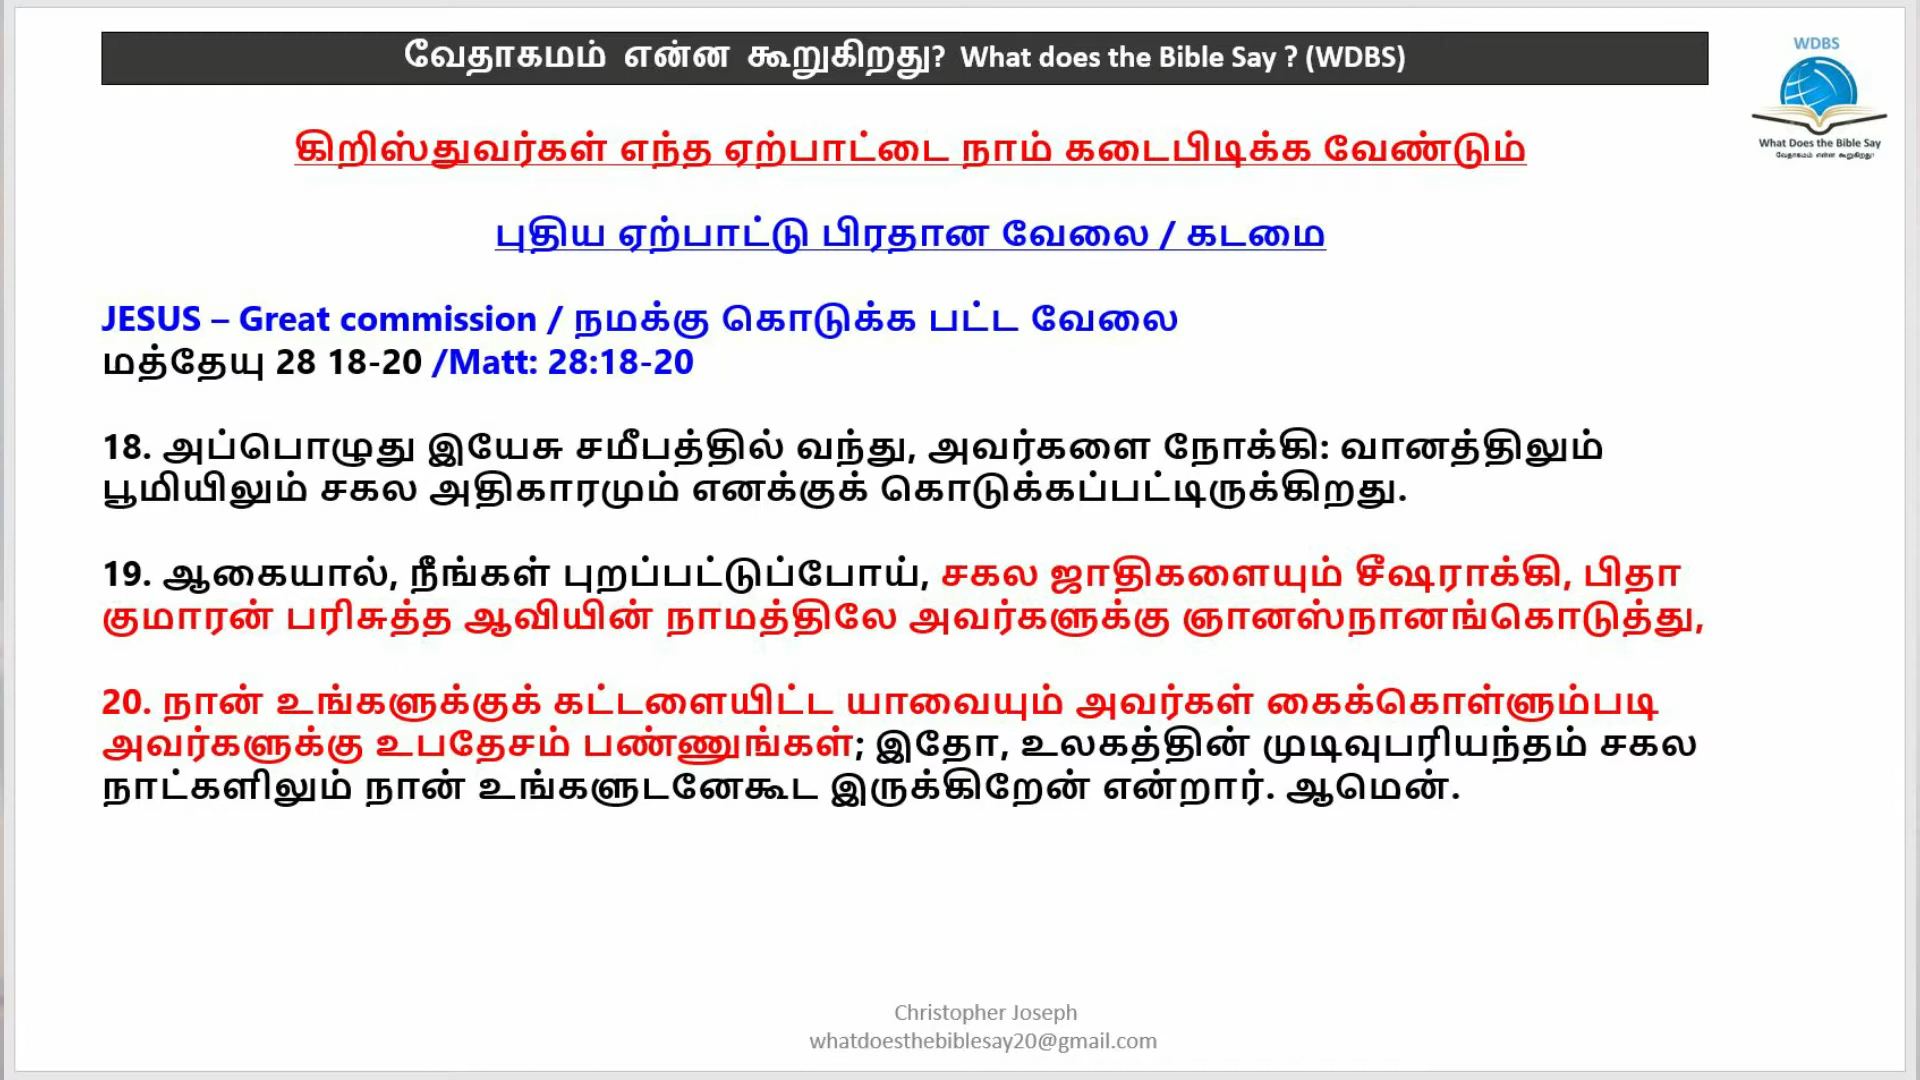 வேதாகமம் என்ன கூறுகிறது? What does the Bible Say ? (WDBS)
WDBS
What Does the Bible Say
வேதாகமம் என்ன கூறுகிறது?
கிறிஸ்துவர்கள் எந்த ஏற்பாட்டை நாம் கடைபிடிக்க வேண்டும்
புதிய ஏற்பாட்டு பிரதான வேலை / கடமை
JESUS – Great commission / நமக்கு கொடுக்க பட்ட வேலை
மத்தேயு 28 18-20 /Matt: 28:18-20
18. அப்பொழுது இயேசு சமீபத்தில் வந்து, அவர்களை நோக்கி: வானத்திலும்
பூமியிலும் சகல அதிகாரமும் எனக்குக் கொடுக்கப்பட்டிருக்கிறது.
19. ஆகையால், நீங்கள் புறப்பட்டுப்போய், சகல ஜாதிகளையும் சீஷராக்கி, பிதா
குமாரன் பரிசுத்த ஆவியின் நாமத்திலே அவர்களுக்கு ஞானஸ்நானங்கொடுத்து,
20. நான் உங்களுக்குக் கட்டளையிட்ட யாவையும் அவர்கள் கைக்கொள்ளும்படி
அவர்களுக்கு உபதேசம் பண்ணுங்கள்; இதோ, உலகத்தின் முடிவுபரியந்தம் சகல
நாட்களிலும் நான் உங்களுடனேகூட இருக்கிறேன் என்றார். ஆமென்.
Christopher Joseph
whatdoesthebiblesay20@gmail.com